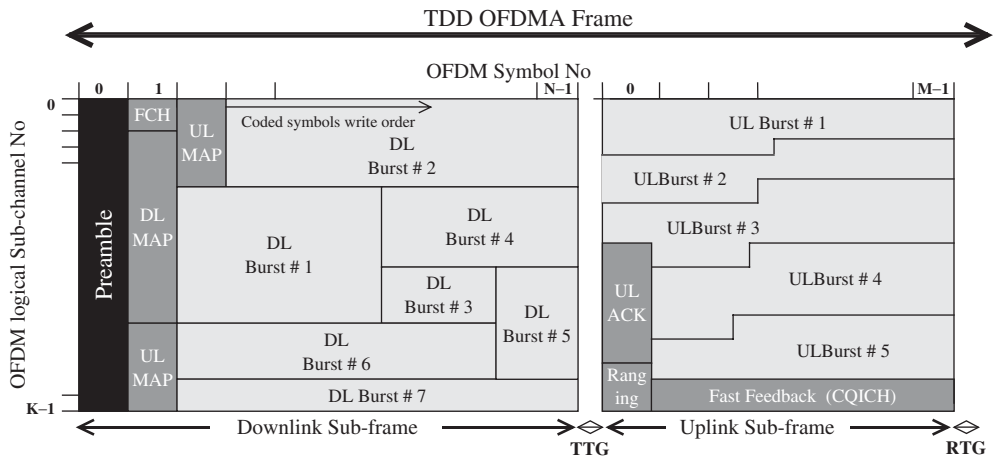 TDD OFDMA Frame
OFDM Symbol No
0 1 N–1 0 M–1
0
FCH
UL
MAP
Coded symbols write order
DL
Burst # 2
UL Burst # 1
ULBurst # 2
OFDM logical Sub-channel No
Preamble
DL
MAP
DL
Burst # 1
DL
Burst # 4
ULBurst # 3
DL
Burst # 3
DL
Burst # 5
UL
ACK
ULBurst # 4
UL
MAP
DL
Burst # 6
ULBurst # 5
DL Burst # 7
Rang
ing
Fast Feedback (CQICH)
K–1
Downlink Sub-frame
TTG
Uplink Sub-frame
RTG